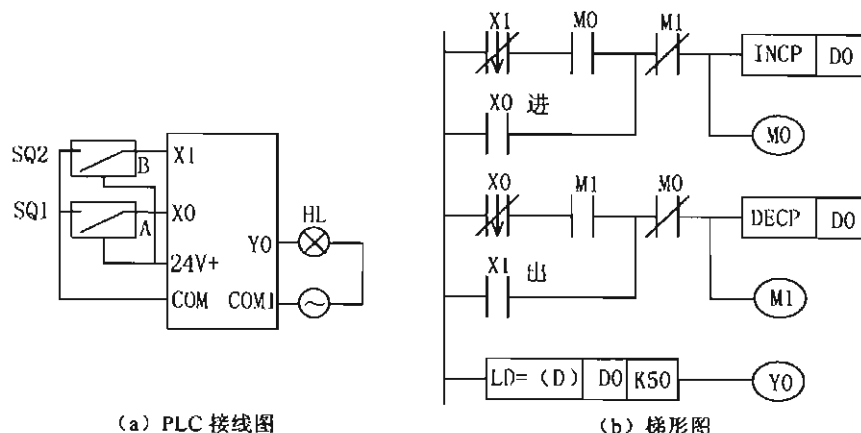 SQ2
B
X1
SQ1
A
X0
24V+
COM
Y0
COM1
HL
(a) PLC 接线图
X1
M0
M1
INCP
D0
X0
进
M0
X0
M1
M0
DECP
D0
X1
出
M1
LD= (D)
D0
K50
Y0
(b) 梯形图